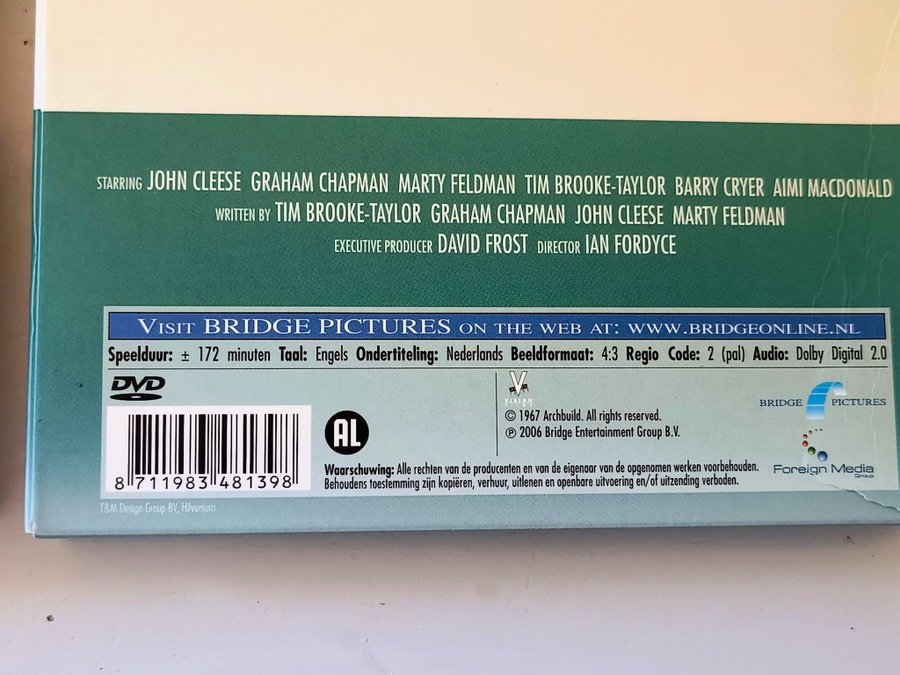 STARRING JOHN CLEESE GRAHAM CHAPMAN MARTY FELDMAN TIM BROOKE-TAYLOR BARRY CRYER AIMI MACDONALD
WRITTEN BY TIM BROOKE-TAYLOR GRAHAM CHAPMAN JOHN CLEESE MARTY FELDMAN
EXECUTIVE PRODUCER DAVID FROST DIRECTOR IAN FORDYCE
VISIT BRIDGE PICTURES ON THE WEB AT: WWW.BRIDGEONLINE.NL
Speelduur: ± 172 minuten Taal: Engels Ondertiteling: Nederlands Beeldformaat: 4:3 Regio Code: 2 (pal) Audio: Dolby Digital 2.0
DVD
AL
V
© 1967 Archbuild. All rights reserved.
℗ 2006 Bridge Entertainment Group B.V.
BRIDGE PICTURES
Foreign Media
Group
Waarschuwing: Alle rechten van de producenten en van de eigenaar van de opgenomen werken voorbehouden.
Behoudens toestemming zijn kopiëren, verhuur, uitlenen en openbare uitvoering en/of uitzending verboden.
8 711983 481398
T&M Design Group BV, Hilversum